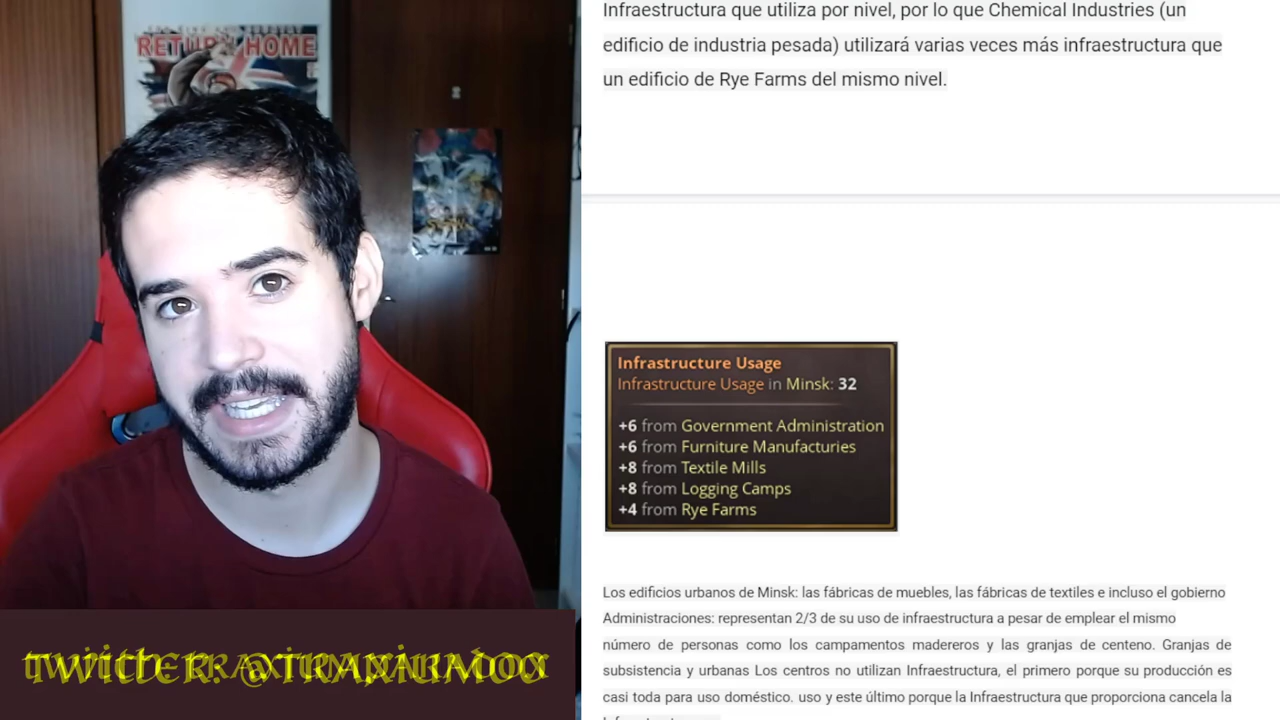 RETURN HOME
Infraestructura que utiliza por nivel, por lo que Chemical Industries (un
edificio de industria pesada) utilizará varias veces más infraestructura que
un edificio de Rye Farms del mismo nivel.
Infrastructure Usage
Infrastructure Usage in Minsk: 32
+6 from Government Administration
+6 from Furniture Manufacturies
+8 from Textile Mills
+8 from Logging Camps
+4 from Rye Farms
Los edificios urbanos de Minsk: las fábricas de muebles, las fábricas de textiles e incluso el gobierno
Administraciones: representan 2/3 de su uso de infraestructura a pesar de emplear el mismo
número de personas como los campamentos madereros y las granjas de centeno. Granjas de
subsistencia y urbanas Los centros no utilizan Infraestructura, el primero porque su producción es
casi toda para uso doméstico. uso y este último porque la Infraestructura que proporciona cancela la